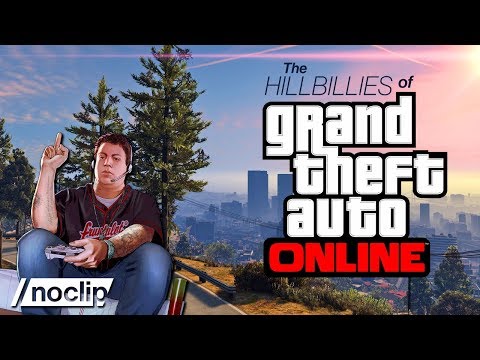 The
HILLBILLIES of
grand
theft
auto
ONLINE
/noclip